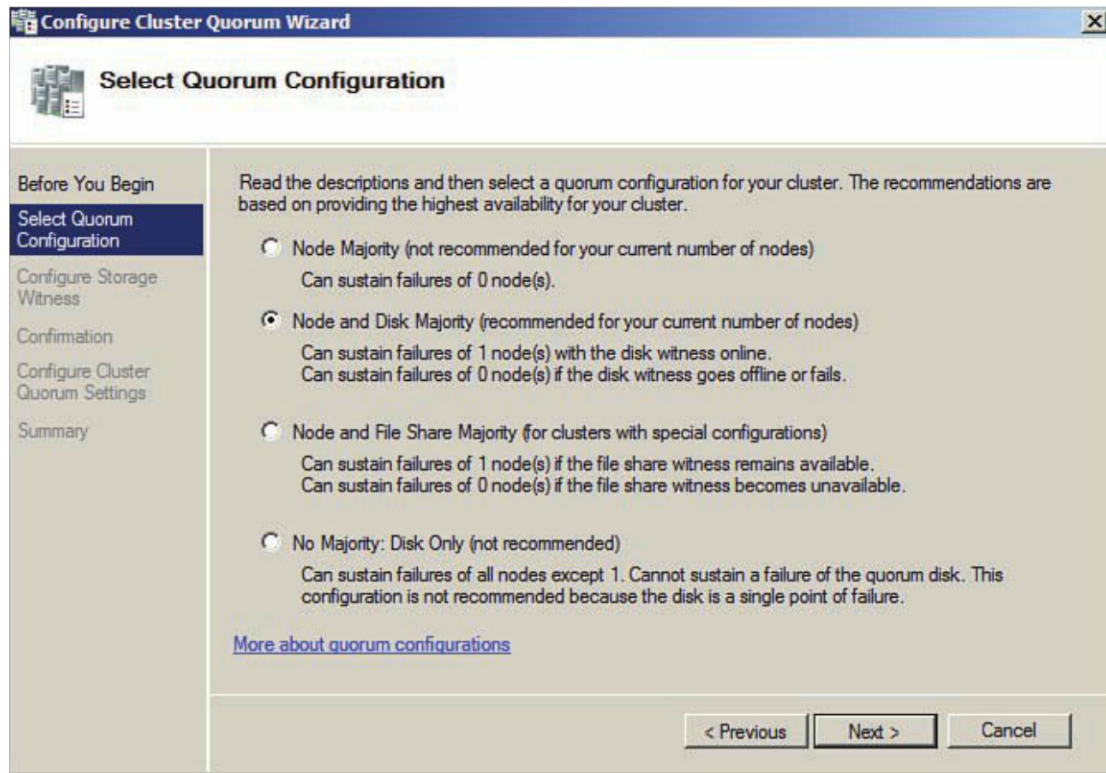 Configure Cluster Quorum Wizard
Select Quorum Configuration
Before You Begin
Select Quorum
Configuration
Configure Storage
Witness
Confirmation
Configure Cluster
Quorum Settings
Summary
Read the descriptions and then select a quorum configuration for your cluster. The recommendations are
based on providing the highest availability for your cluster.
Node Majority (not recommended for your current number of nodes)
Can sustain failures of 0 node(s).
Node and Disk Majority (recommended for your current number of nodes)
Can sustain failures of 1 node(s) with the disk witness online.
Can sustain failures of 0 node(s) if the disk witness goes offline or fails.
Node and File Share Majority (for clusters with special configurations)
Can sustain failures of 1 node(s) if the file share witness remains available.
Can sustain failures of 0 node(s) if the file share witness becomes unavailable.
No Majority: Disk Only (not recommended)
Can sustain failures of all nodes except 1. Cannot sustain a failure of the quorum disk. This
configuration is not recommended because the disk is a single point of failure.
More about quorum configurations
< Previous
Next >
Cancel